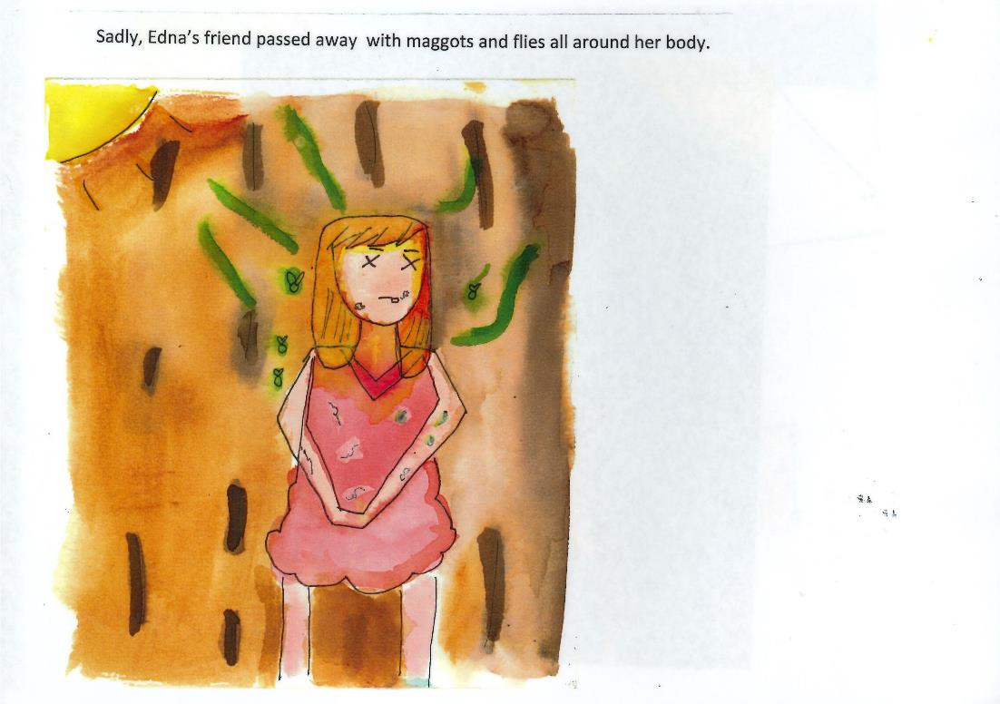 Sadly, Edna’s friend passed away  with maggots and flies all around her body.